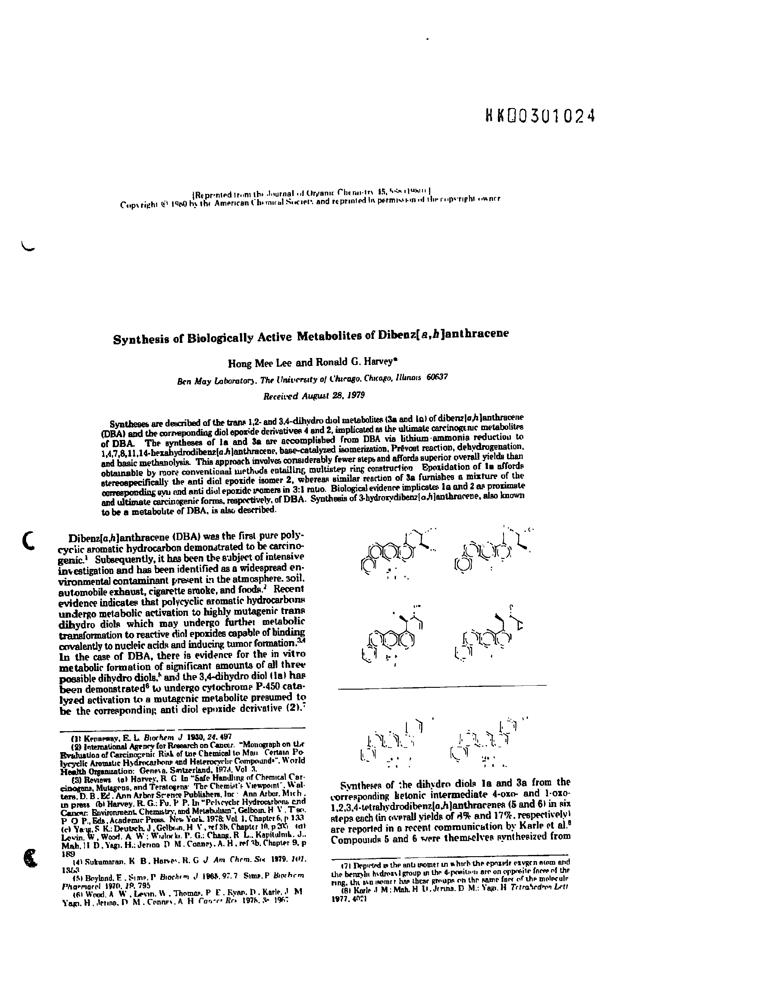 HK00301024
[Reprinted from the Journal of Organic Chemistry, 45,
Copyright © 1980 by the American Chemical Society and reprinted by permission of the copyright owner
Synthesis of Biologically Active Metabolites of Dibenz[a,h]anthracene
Hong Mee Lee and Ronald G. Harvey*
Ben May Laboratory, The University of Chicago, Chicago, Illinois 60637
Received August 28, 1979
Syntheses are described of the trans 1,2- and 3,4-dihydro diol metabolites (3a and 1a) of dibenz[a,h]anthracene
(DBA) and the corresponding diol epoxide derivatives 4 and 2, implicated as the ultimate carcinogenic metabolites
of DBA. The syntheses of 1a and 3a are accomplished from DBA via lithium-ammonia reduction to
1,4,7,8,11,14-hexahydrodibenz[a,h]anthracene, base-catalyzed isomerization, Prévost reaction, dehydrogenation,
and basic methanolysis. This approach involves considerably fewer steps and affords superior overall yields than
obtainable by more conventional methods entailing multistep ring construction. Epoxidation of 1a affords
stereospecifically the anti diol epoxide isomer 2, whereas similar reaction of 3a furnishes a mixture of the
corresponding syn and anti diol epoxide isomers in 3:1 ratio. Biological evidence implicates 1a and 2 as proximate
and ultimate carcinogenic forms, respectively, of DBA. Synthesis of 3-hydroxydibenz[a,h]anthracene, also known
to be a metabolite of DBA, is also described.
Dibenz[a,h]anthracene (DBA) was the first pure poly-
cyclic aromatic hydrocarbon demonstrated to be carcino-
genic.1 Subsequently, it has been the subject of intensive
investigation and has been identified as a widespread en-
vironmental contaminant present in the atmosphere, soil,
automobile exhaust, cigarette smoke, and foods.2 Recent
evidence indicates that polycyclic aromatic hydrocarbons
undergo metabolic activation to highly mutagenic trans
dihydro diols which may undergo further metabolic
transformation to reactive diol epoxides capable of binding
covalently to nucleic acids and inducing tumor formation.3,4
In the case of DBA, there is evidence for the in vitro
metabolic formation of significant amounts of all three
possible dihydro diols,5 and the 3,4-dihydro diol (1a) has
been demonstrated6 to undergo cytochrome P-450 cata-
lyzed activation to a mutagenic metabolite presumed to
be the corresponding anti diol epoxide derivative (2).7
(1) Kennaway, E. L. Biochem J 1930, 24, 497
(2) International Agency for Research on Cancer. "Monograph on the
Evaluation of Carcinogenic Risk of the Chemical to Man Certain Po-
lycyclic Aromatic Hydrocarbons and Heterocyclic Compounds", World
Health Organization: Geneva, Switzerland, 1973, Vol 3.
(3) Reviews (a) Harvey, R. G. In "Safe Handling of Chemical Car-
cinogens, Mutagens, and Teratogens: The Chemist's Viewpoint", Wal-
ters, D. B., Ed., Ann Arbor Science Publishers, Inc: Ann Arbor, Mich,
in press (b) Harvey, R. G.; Fu, P. P. In "Polycyclic Hydrocarbons and
Cancer: Environment, Chemistry, and Metabolism", Gelboin, H V, Tso,
P O P, Eds, Academic Press, New York, 1978, Vol. 1, Chapter 6, p 133
(c) Yang, S K; Deutsch, J, Gelboin, H V, ref 3b, Chapter 10, p 205 (d)
Levin, W, Wood, A W; P. G.; Chang, R L., Kapitulnik, J.,
Mah, H D, Yagi, H.; Jerina D M, Conney, A. H, ref 3b, Chapter 9, p
189
(4) Sukumaran, K B, Harvey, R. G J Am Chem. Soc 1979, 101,
1353
(5) Boyland, E, Sims, P Biochem J 1965, 97, 7 Sims, P Biochem
Pharmacol 1970, 19, 795
(6) Wood, A W, Levin, W, Thomas, P E, Ryan, D, Karle, J M
Yagi, H, Jerina, D M, Conney, A H Cancer Res 1978, 38, 1967
Syntheses of the dihydro diols 1a and 3a from the
corresponding ketonic intermediate 4-oxo- and 1-oxo-
1,2,3,4-tetrahydrodibenz[a,h]anthracenes (5 and 6) in six
steps each (in overall yields of 8% and 17%, respectively)
are reported in a recent communication by Karle et al.8
Compounds 5 and 6 were themselves synthesized from
(7) Depicted is the anti isomer in which the epoxide oxygen atom and
the benzylic hydroxyl group in the 4-position are on opposite faces of the
ring, the syn isomer has these groups on the same face of the molecule
(8) Karle J M; Mah, H D, Jerina, D M.; Yagi, H Tetrahedron Lett
1977, 4021